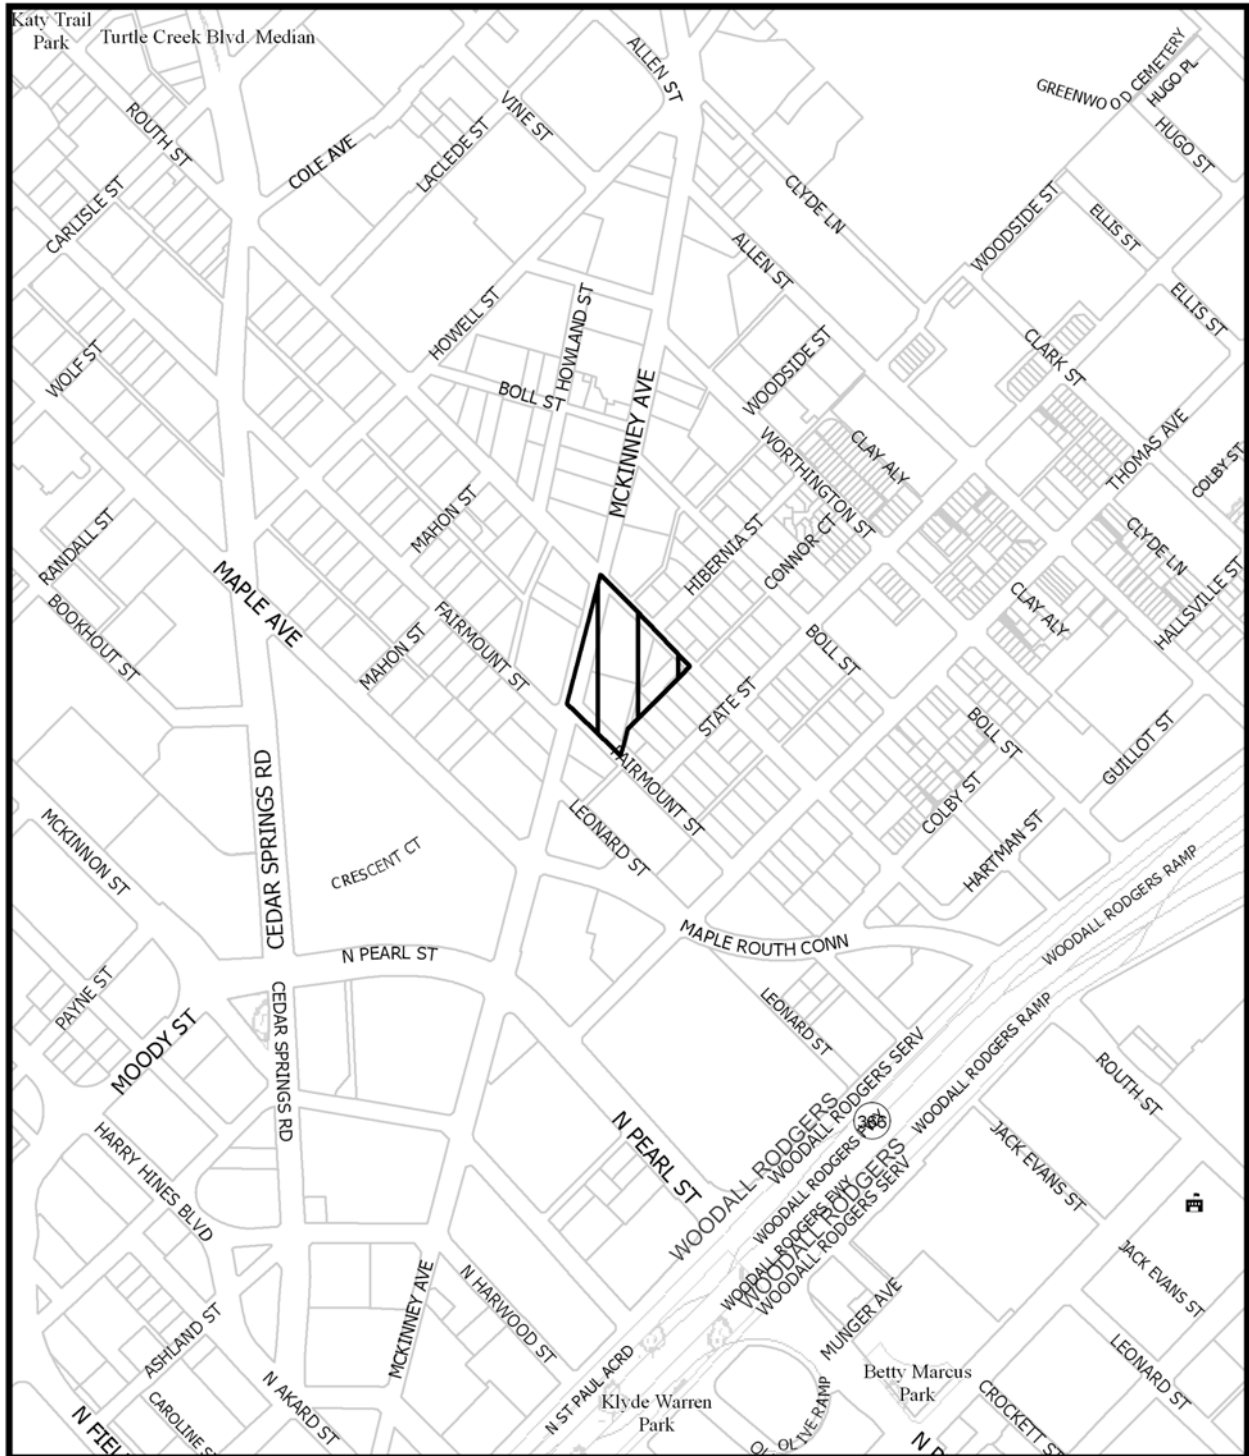 Katy Trail
Park
Turtle Creek Blvd. Median
ALLEN ST
GREENWOOD CEMETERY
HUGO PL
ROUTH ST
COLE AVE
LACLEDE ST
VINE ST
HUGO ST
CARLISLE ST
CLYDE LN
WOODSIDE ST
ELLIS ST
ALLEN ST
ELLIS ST
HOWELL ST
HOWLAND ST
WOLF ST
BOLL ST
MCKINNEY AVE
WOODSIDE ST
CLARK ST
WORTHINGTON ST
CLAY ALY
THOMAS AVE
COLBY ST
RANDALL ST
MAHON ST
HIBERNIA ST
CONNOR CT
CLYDE LN
HALLSVILLE ST
MAPLE AVE
BOOKHOUT ST
FAIRMOUNT ST
MAHON ST
CLAY ALY
BOLL ST
STATE ST
BOLL ST
GUILLOT ST
FAIRMOUNT ST
COLBY ST
HARTMAN ST
CEDAR SPRINGS RD
MCKINNON ST
CRESCENT CT
LEONARD ST
WOODALL RODGERS RAMP
N PEARL ST
MAPLE ROUTH CONN
PAYNE ST
MOODY ST
CEDAR SPRINGS RD
LEONARD ST
WOODALL RODGERS SERV
WOODALL RODGERS RAMP
ROUTH ST
HARRY HINES BLVD
N PEARL ST
WOODALL RODGERS
WOODALL RODGERS FWY
366
JACK EVANS ST
WOODALL RODGERS FWY
WOODALL RODGERS
WOODALL RODGERS SERV
JACK EVANS ST
MCKINNEY AVE
N HARWOOD ST
MUNGER AVE
ASHLAND ST
N AKARD ST
N ST PAUL ACRD
Klyde Warren
Park
OLIVE RAMP
Betty Marcus
Park
LEONARD ST
CROCKETT ST
CAROLINE S
N FIEL